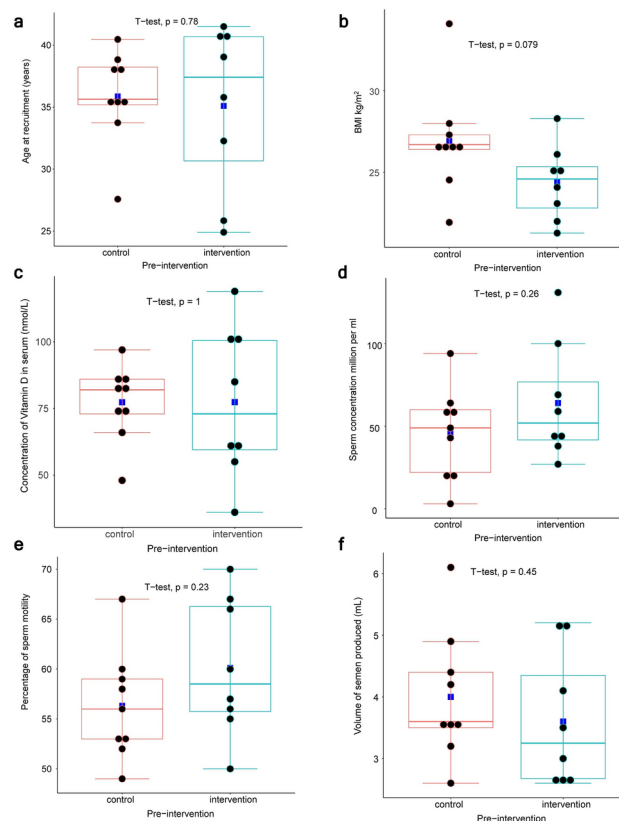 a
T-test, p = 0.78
Age at recruitment (years)
40
35
30
25
control
intervention
Pre-intervention
b
T-test, p = 0.079
BMI kg/m²
30
25
control
intervention
Pre-intervention
c
T-test, p = 1
Concentration of Vitamin D in serum (nmol/L)
100
75
50
control
intervention
Pre-intervention
d
T-test, p = 0.26
Sperm concentration million per ml
100
50
0
control
intervention
Pre-intervention
e
T-test, p = 0.23
Percentage of sperm motility
70
65
60
55
50
control
intervention
Pre-intervention
f
T-test, p = 0.45
Volume of semen produced (mL)
6
5
4
3
control
intervention
Pre-intervention